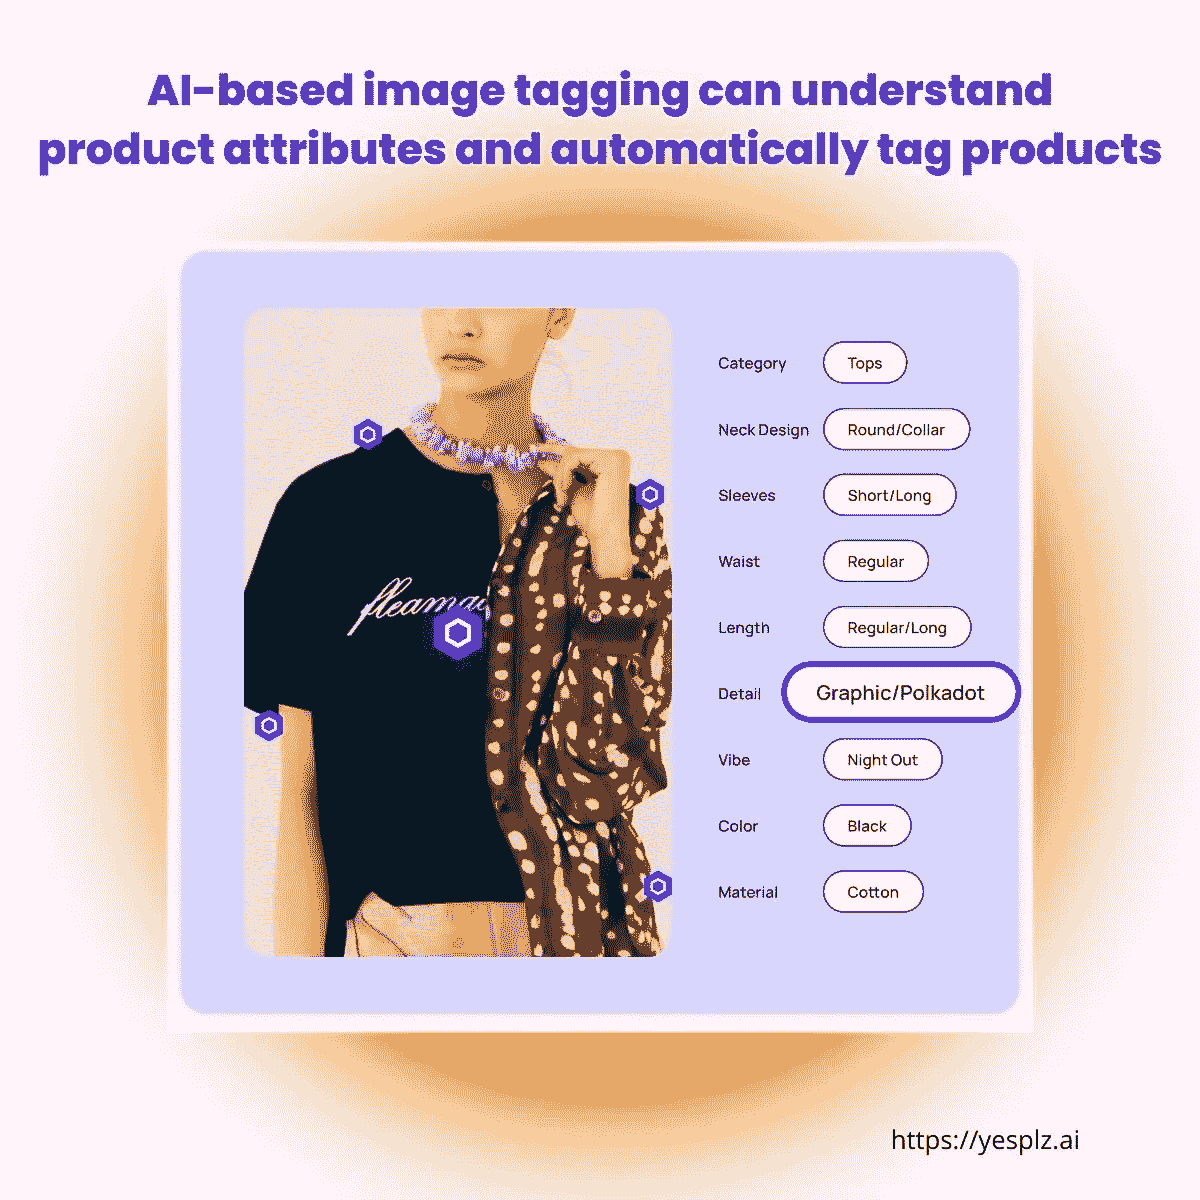 AI-based image tagging can understand
product attributes and automatically tag products
Category Tops
Neck Design Round/Collar
Sleeves Short/Long
Waist Regular
Length Regular/Long
Detail Graphic/Polkadot
Vibe Night Out
Color Black
Material Cotton
https://yesplz.ai